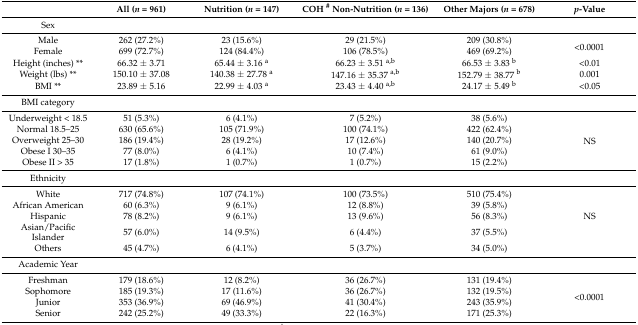 All (n = 961) Nutrition (n = 147) COH # Non-Nutrition (n = 136) Other Majors (n = 678) p-Value
Sex
Male 262 (27.2%) 23 (15.6%) 29 (21.5%) 209 (30.8%)
Female 699 (72.7%) 124 (84.4%) 106 (78.5%) 469 (69.2%)
<0.0001
Height (inches) ** 66.32 ± 3.71 65.44 ± 3.16 a 66.23 ± 3.51 a,b 66.53 ± 3.83 b <0.01
Weight (lbs) ** 150.10 ± 37.08 140.38 ± 27.78 a 147.16 ± 35.37 a,b 152.79 ± 38.77 b 0.001
BMI ** 23.89 ± 5.16 22.99 ± 4.03 a 23.43 ± 4.40 a,b 24.17 ± 5.49 b <0.05
BMI category
Underweight < 18.5 51 (5.3%) 6 (4.1%) 7 (5.2%) 38 (5.6%)
Normal 18.5–25 630 (65.6%) 105 (71.9%) 100 (74.1%) 422 (62.4%)
Overweight 25–30 186 (19.4%) 28 (19.2%) 17 (12.6%) 140 (20.7%) NS
Obese I 30–35 77 (8.0%) 6 (4.1%) 10 (7.4%) 61 (9.0%)
Obese II > 35 17 (1.8%) 1 (0.7%) 1 (0.7%) 15 (2.2%)
Ethnicity
White 717 (74.8%) 107 (74.1%) 100 (73.5%) 510 (75.4%)
African American 60 (6.3%) 9 (6.1%) 12 (8.8%) 39 (5.8%)
Hispanic 78 (8.2%) 9 (6.1%) 13 (9.6%) 56 (8.3%) NS
Asian/Pacific
Islander 57 (6.0%) 14 (9.5%) 6 (4.4%) 37 (5.5%)
Others 45 (4.7%) 6 (4.1%) 5 (3.7%) 34 (5.0%)
Academic Year
Freshman 179 (18.6%) 12 (8.2%) 36 (26.7%) 131 (19.4%)
Sophomore 185 (19.3%) 17 (11.6%) 36 (26.7%) 132 (19.5%)
<0.0001
Junior 353 (36.9%) 69 (46.9%) 41 (30.4%) 243 (35.9%)
Senior 242 (25.2%) 49 (33.3%) 22 (16.3%) 171 (25.3%)